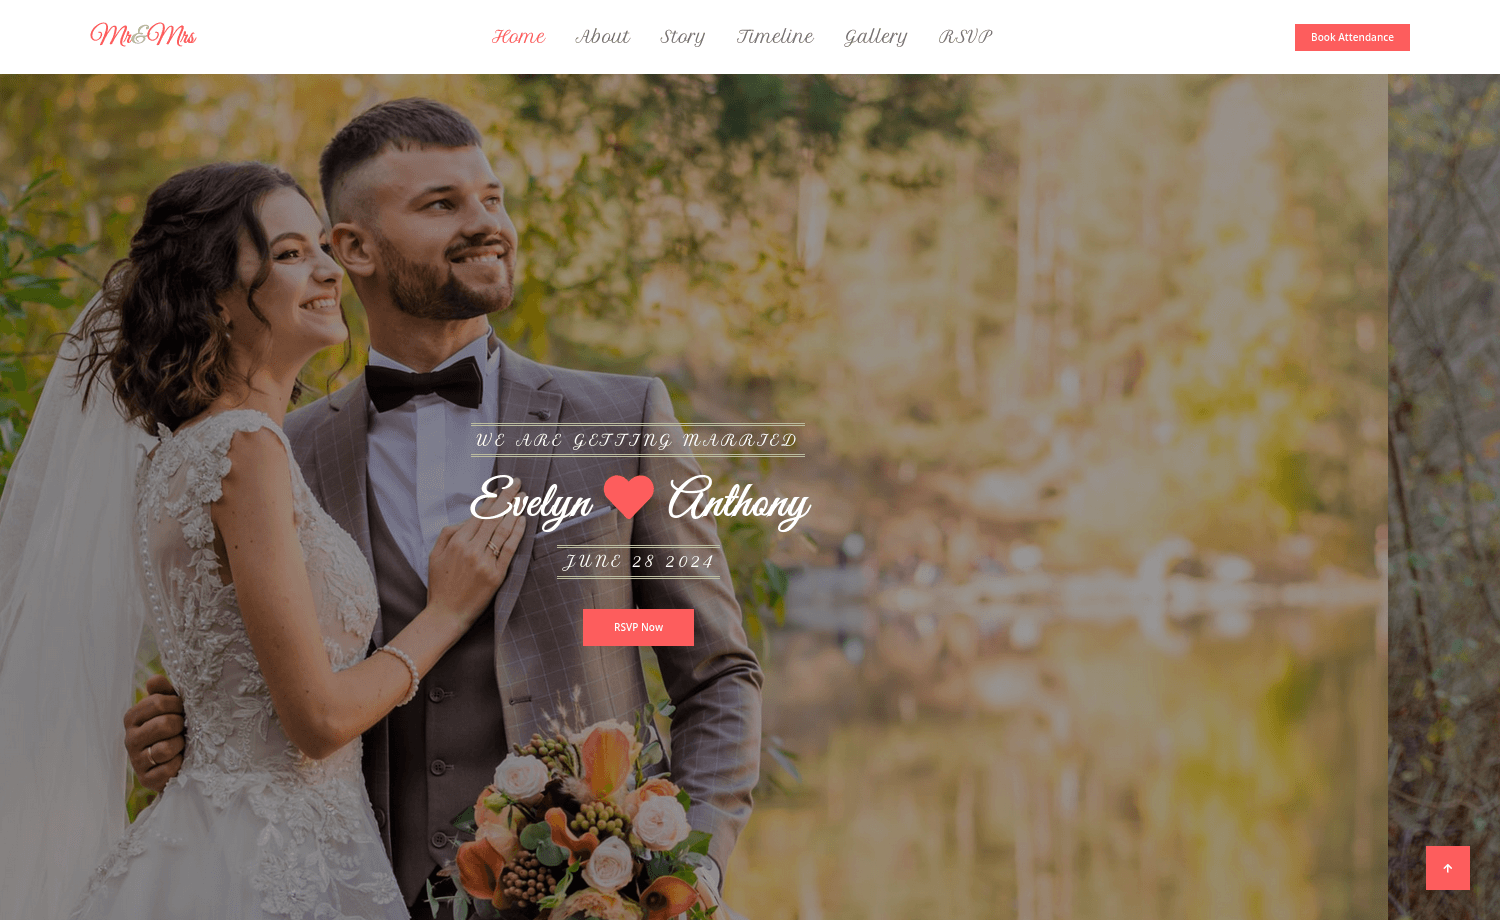 Mr&Mrs
Home About Story Timeline Gallery RSVP
Book Attendance
WE ARE GETTING MARRIED
Evelyn Anthony
JUNE 28 2024
RSVP Now